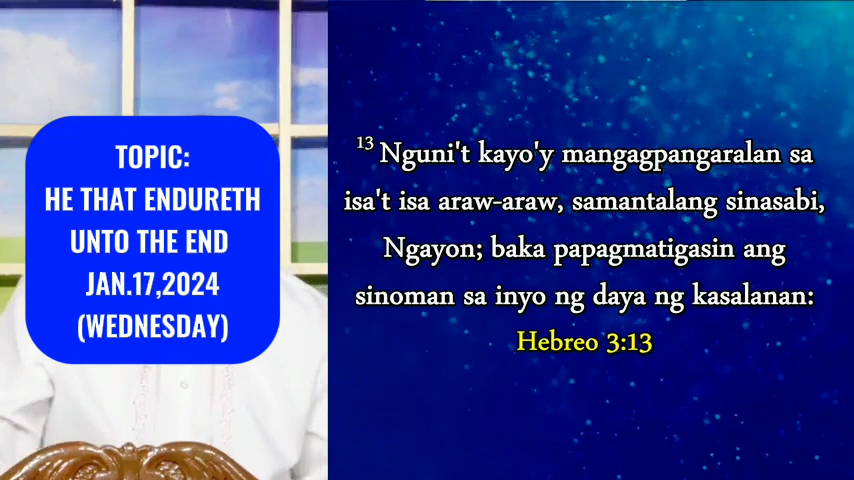 TOPIC:
HE THAT ENDURETH
UNTO THE END
JAN.17,2024
(WEDNESDAY)
13 Nguni't kayo'y mangagpangaralan sa
isa't isa araw-araw, samantalang sinasabi,
Ngayon; baka papagmatigasin ang
sinoman sa inyo ng daya ng kasalanan:
Hebreo 3:13